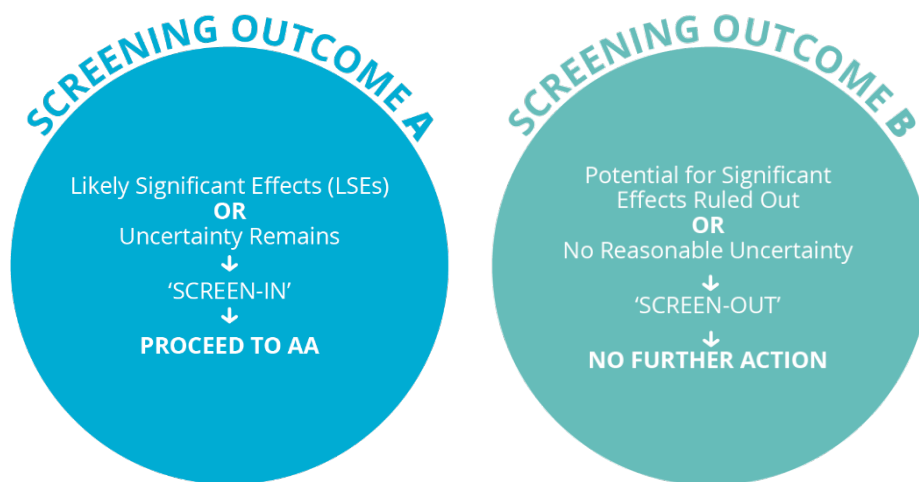 SCREENING OUTCOME A
Likely Significant Effects (LSEs)
OR
Uncertainty Remains
‘SCREEN-IN’
PROCEED TO AA
SCREENING OUTCOME B
Potential for Significant
Effects Ruled Out
OR
No Reasonable Uncertainty
‘SCREEN-OUT’
NO FURTHER ACTION